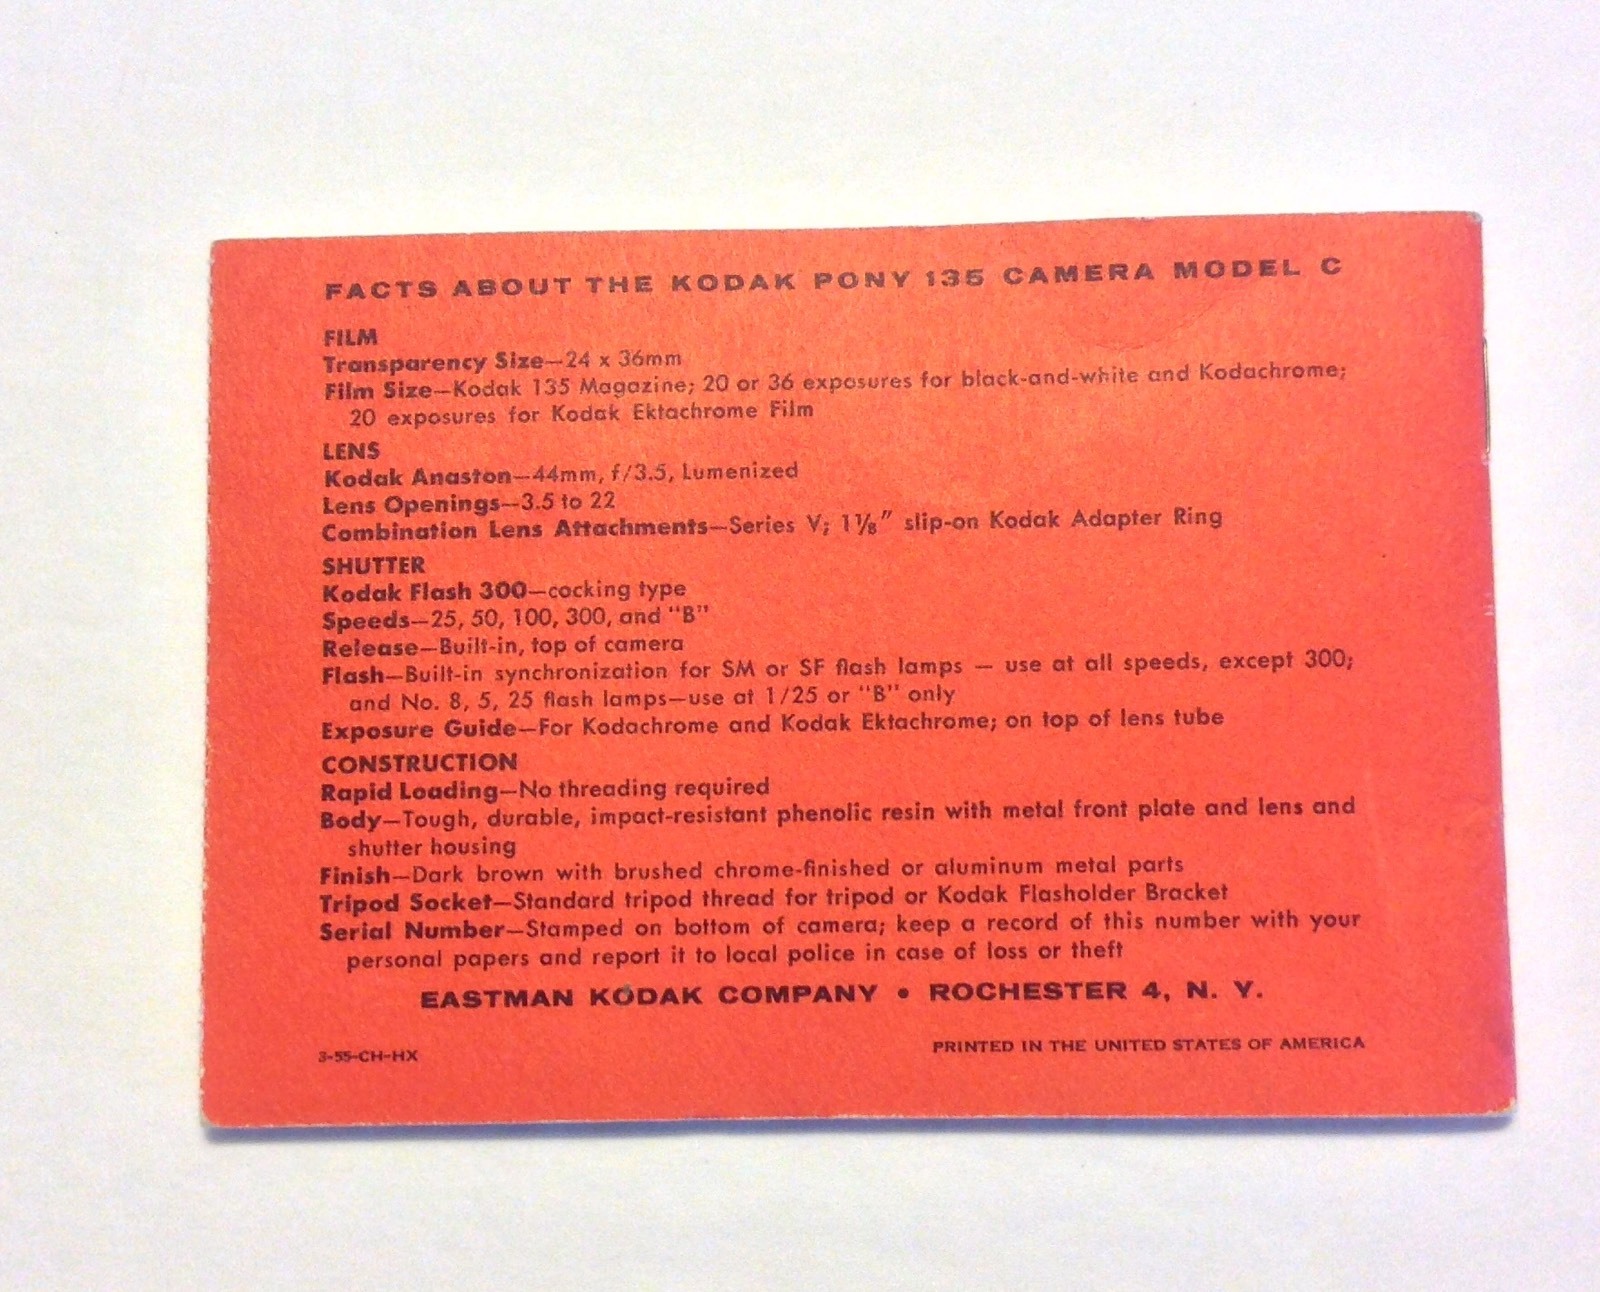 FACTS ABOUT THE KODAK PONY 135 CAMERA MODEL C
FILM
Transparency Size—24 x 36mm
Film Size—Kodak 135 Magazine; 20 or 36 exposures for black-and-white and Kodachrome;
20 exposures for Kodak Ektachrome Film
LENS
Kodak Anaston—44mm, f/3.5, Lumenized
Lens Openings—3.5 to 22
Combination Lens Attachments—Series V; 1⅛" slip-on Kodak Adapter Ring
SHUTTER
Kodak Flash 300—cocking type
Speeds—25, 50, 100, 300, and "B"
Release—Built-in, top of camera
Flash—Built-in synchronization for SM or SF flash lamps — use at all speeds, except 300;
and No. 8, 5, 25 flash lamps—use at 1/25 or "B" only
Exposure Guide—For Kodachrome and Kodak Ektachrome; on top of lens tube
CONSTRUCTION
Rapid Loading—No threading required
Body—Tough, durable, impact-resistant phenolic resin with metal front plate and lens and
shutter housing
Finish—Dark brown with brushed chrome-finished or aluminum metal parts
Tripod Socket—Standard tripod thread for tripod or Kodak Flasholder Bracket
Serial Number—Stamped on bottom of camera; keep a record of this number with your
personal papers and report it to local police in case of loss or theft
EASTMAN KODAK COMPANY • ROCHESTER 4, N. Y.
3-55-CH-HX PRINTED IN THE UNITED STATES OF AMERICA